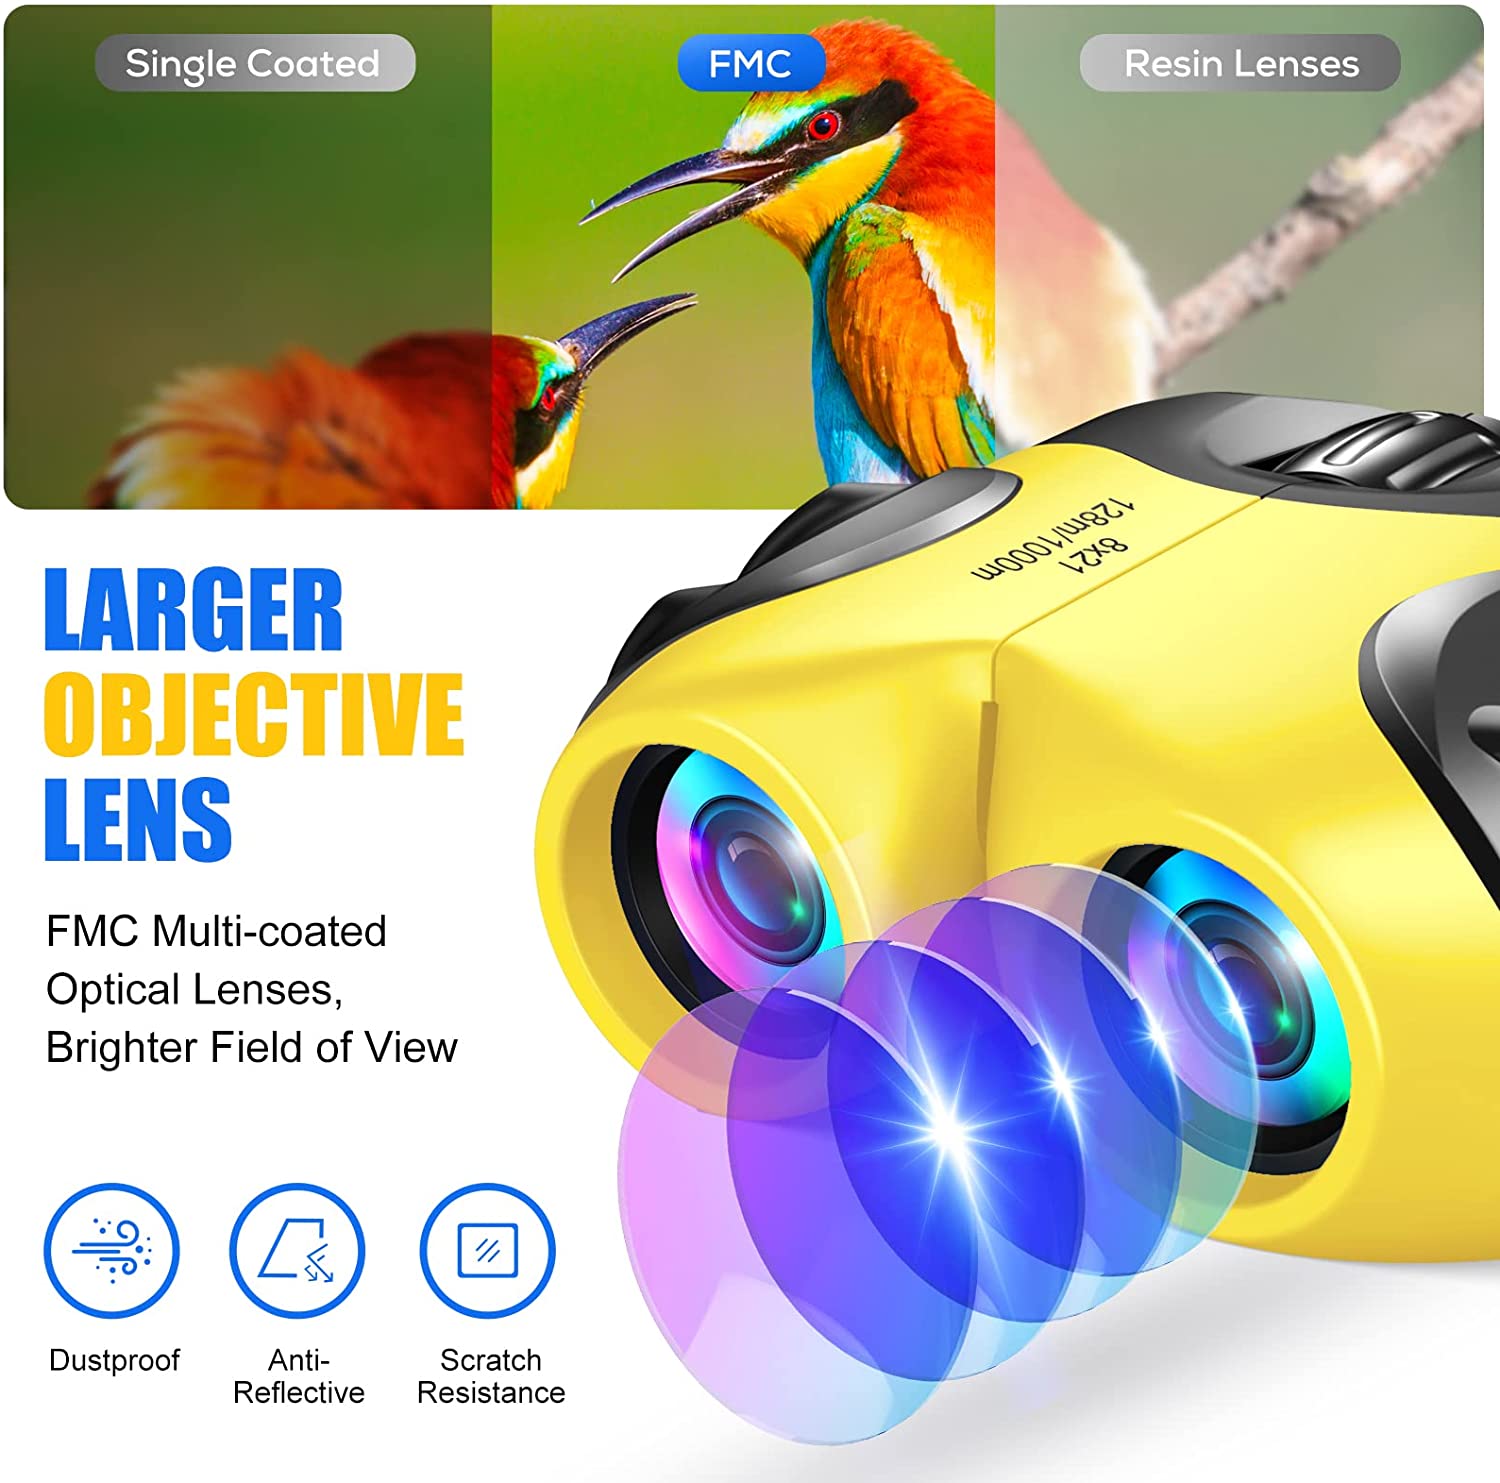 Single Coated
FMC
Resin Lenses
8x21
128m/1000m
LARGER
OBJECTIVE
LENS
FMC Multi-coated
Optical Lenses,
Brighter Field of View
Dustproof
Anti-
Reflective
Scratch
Resistance